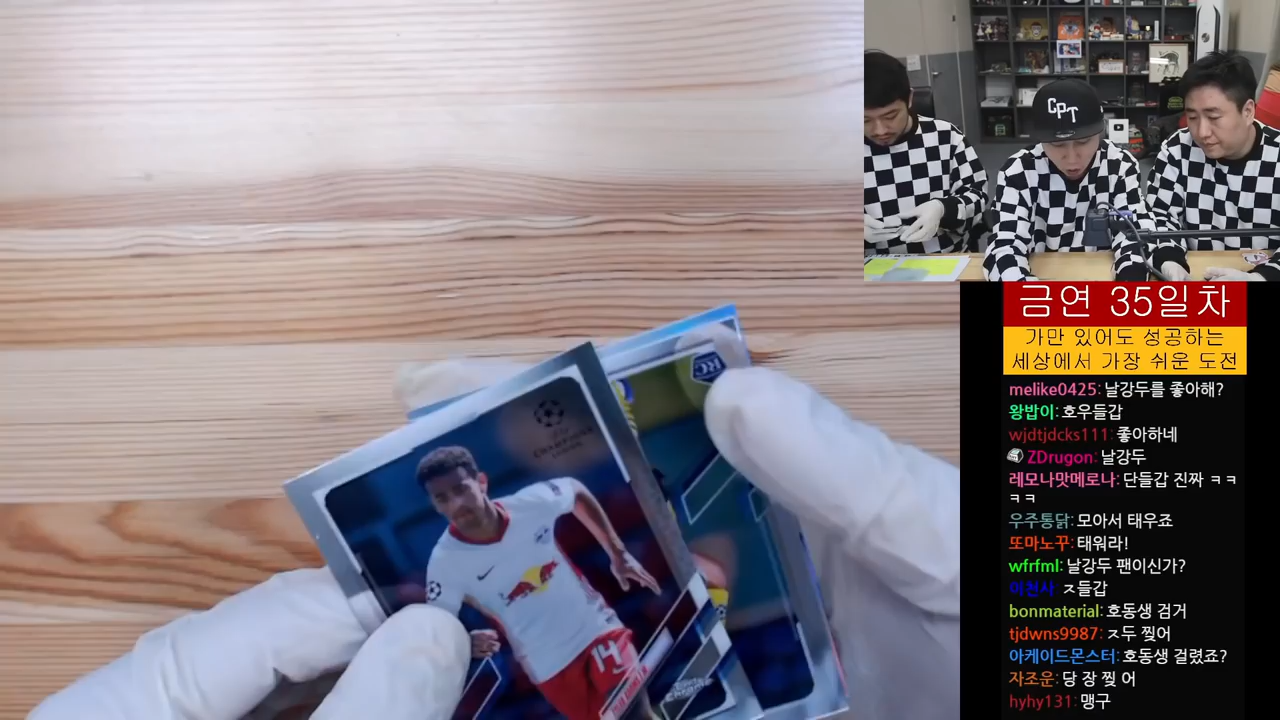 CPT
금연 35일차
가만 있어도 성공하는
세상에서 가장 쉬운 도전
melike0425: 날강두를 좋아해?
왕밥이: 호우들갑
wjdtjdcks111: 좋아하네
ZDrugon: 날강두
레모나맛메로나: 단들갑 진짜 ㅋㅋ
ㅋㅋ
우주통닭: 모아서 태우죠
또마노꾸: 태워라!
wfrfml: 날강두 팬이신가?
이천사 ㅈ들갑
bonmaterial: 호동생 검거
tjdwns9987: ㅈ두 찢어
아케이드몬스터: 호동생 걸렸죠?
자조운: 당 장 찢 어
hyhy131: 맹구
RC
CHAMPIONS
LEAGUE
Red Bull
14